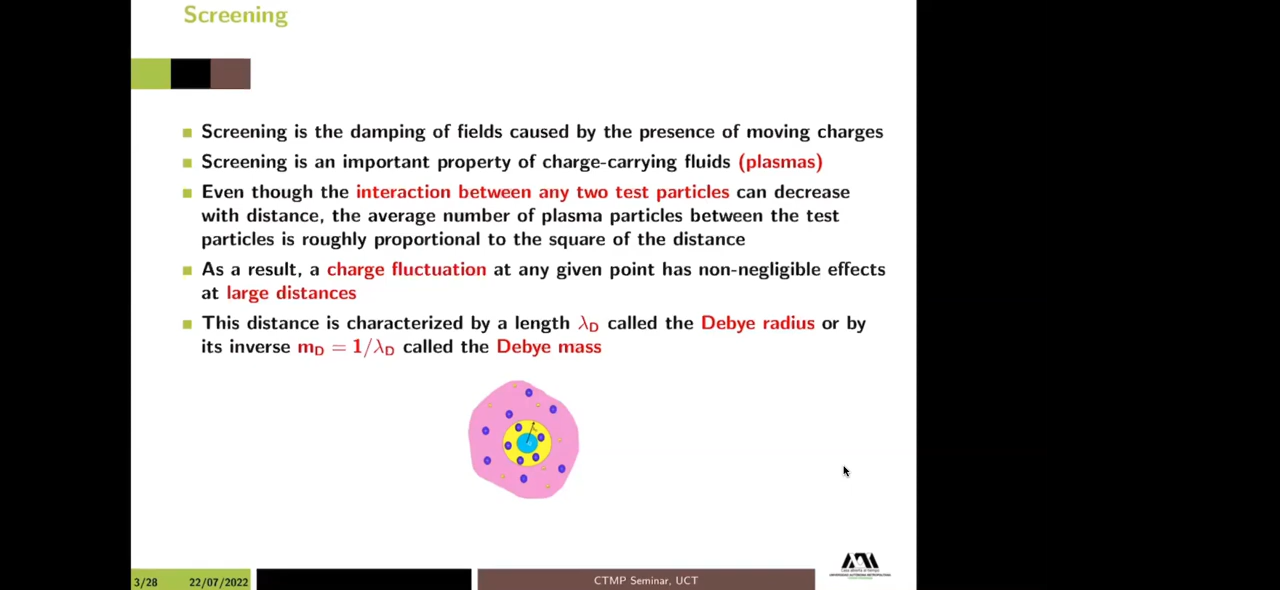 Screening
Screening is the damping of fields caused by the presence of moving charges
Screening is an important property of charge-carrying fluids (plasmas)
Even though the interaction between any two test particles can decrease
with distance, the average number of plasma particles between the test
particles is roughly proportional to the square of the distance
As a result, a charge fluctuation at any given point has non-negligible effects
at large distances
This distance is characterized by a length λD called the Debye radius or by
its inverse mD = 1/λD called the Debye mass
3/28 22/07/2022
CTMP Seminar, UCT